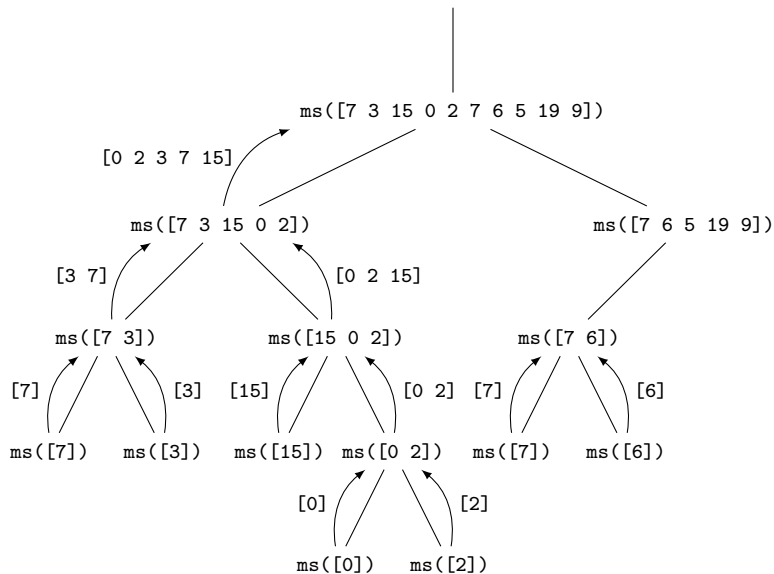 ms([7 3 15 0 2 7 6 5 19 9])
[0 2 3 7 15]
ms([7 3 15 0 2])
ms([7 6 5 19 9])
[3 7]
[0 2 15]
ms([7 3])
ms([15 0 2])
ms([7 6])
[7]
[3]
[15]
[0 2]
[7]
[6]
ms([7])
ms([3])
ms([15])
ms([0 2])
ms([7])
ms([6])
[0]
[2]
ms([0])
ms([2])